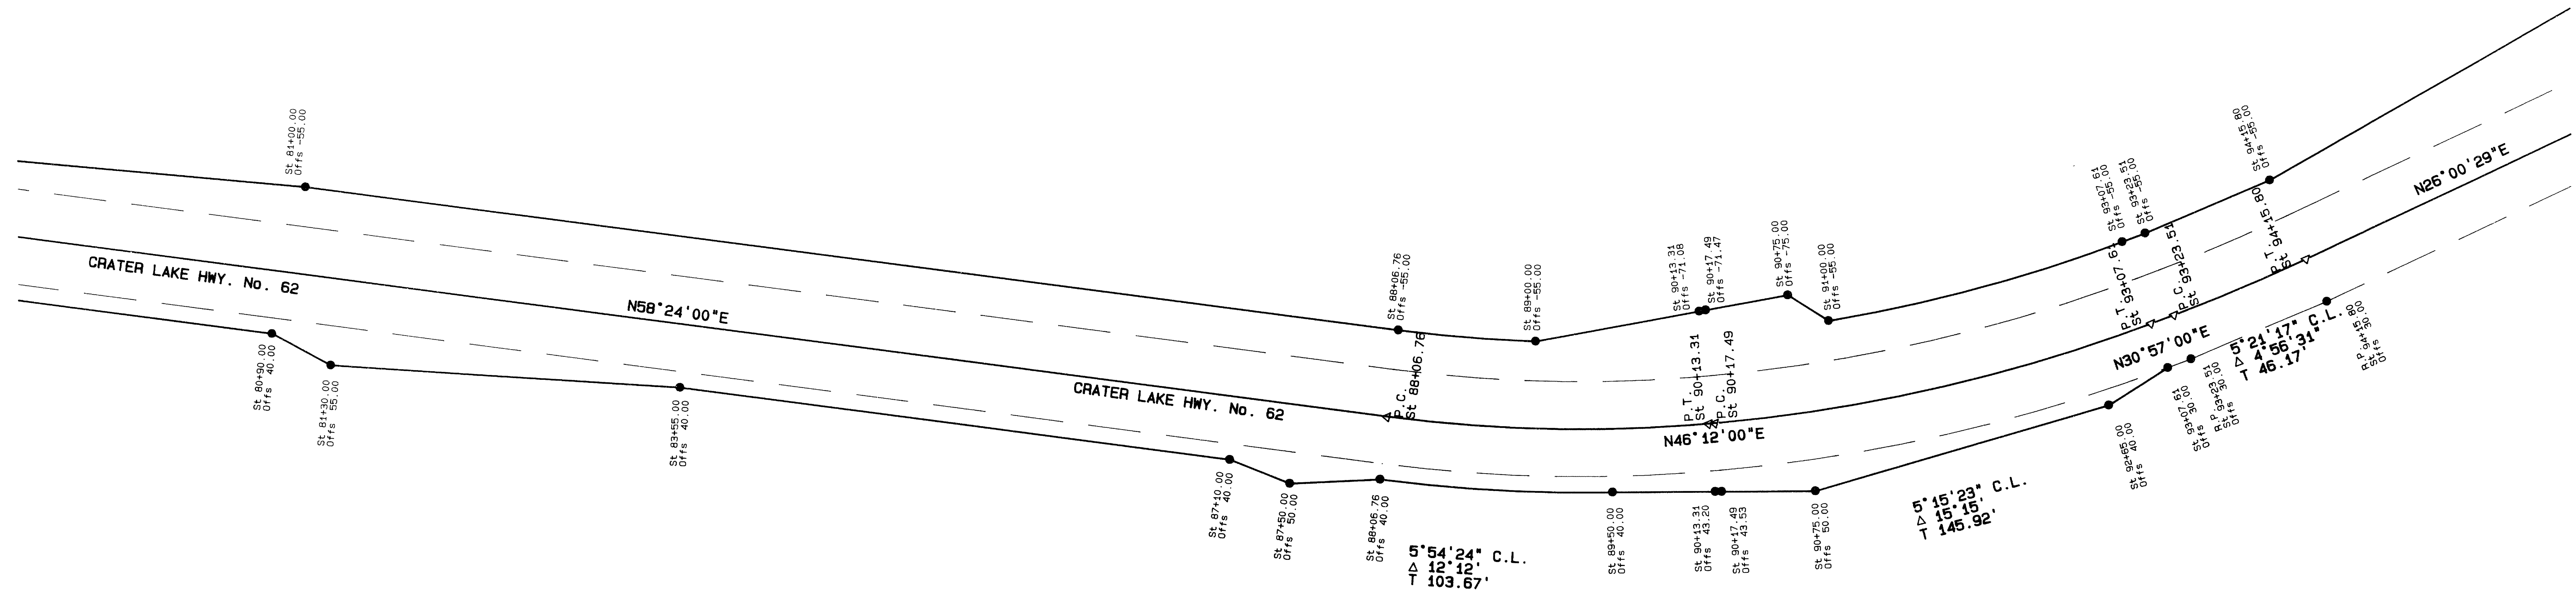 St 81+00.00
Offs -55.00
CRATER LAKE HWY. No. 62
St 80+90.00
Offs 40.00
St 81+30.00
Offs 55.00
N58°24'00"E
St 83+55.00
Offs 40.00
CRATER LAKE HWY. No. 62
St 87+10.00
Offs 40.00
St 87+50.00
Offs 50.00
St 88+06.76
Offs 40.00
St 88+06.76
Offs -55.00
P.C.
St 88+06.76
5°54'24" C.L.
Δ 12°12'
T 103.67'
St 89+00.00
Offs -55.00
St 89+50.00
Offs 40.00
St 90+13.31
Offs -71.08
St 90+17.49
Offs -71.47
P.T.
St 90+13.31
P.C.
St 90+17.49
N46°12'00"E
St 90+13.31
Offs 43.20
St 90+17.49
Offs 43.53
St 90+75.00
Offs -75.00
St 91+00.00
Offs -55.00
St 90+75.00
Offs 50.00
5°15'23" C.L.
Δ 15°15'
T 145.92'
St 93+07.61
Offs -55.00
St 93+23.51
Offs -55.00
P.T.
St 93+07.61
P.C.
St 93+23.51
N30°57'00"E
St 92+65.00
Offs 40.00
St 93+07.61
Offs 30.00
R.P.
St 93+23.51
Offs 30.00
St 94+15.80
Offs -55.00
P.T.
St. 94+15.80
5°21'17" C.L.
Δ 4°56'31"
T 46.17'
R.P.
St 94+15.80
Offs 30.00
N26°00'29"E